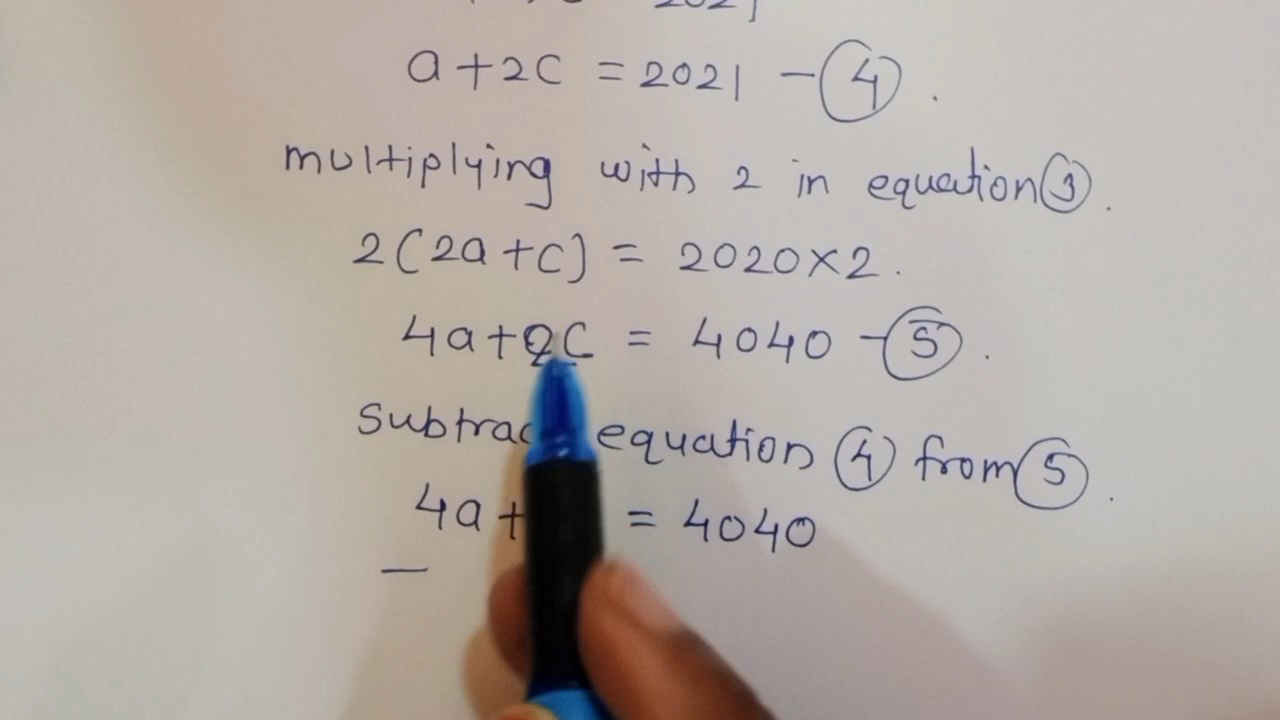 a+2c = 2021 - ④ .
multiplying with 2 in equation ③ .
2(2a+c) = 2020×2 .
4a+2c = 4040 - ⑤ .
equation ④ from ⑤ .
4a+ = 4040
—